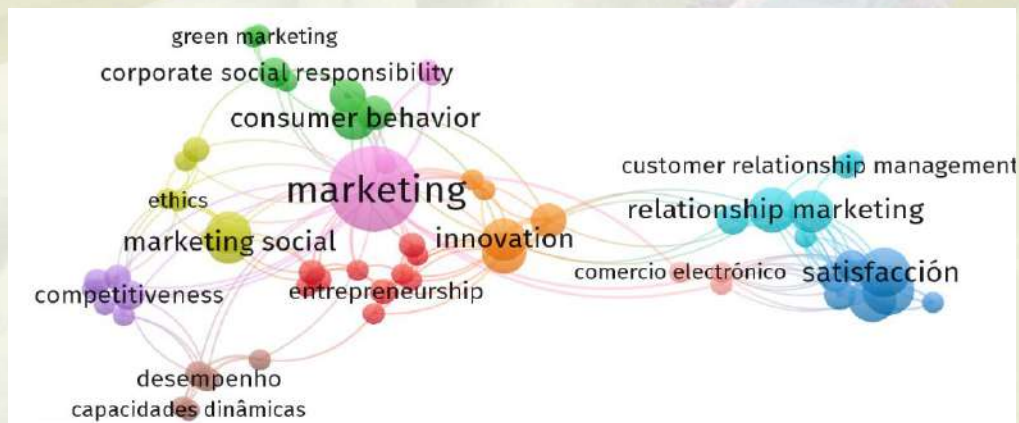 green marketing
corporate social responsibility
consumer behavior
customer relationship management
marketing
ethics
relationship marketing
marketing social
innovation
comercio electrónico
satisfacción
competitiveness
entrepreneurship
desempenho
capacidades dinâmicas